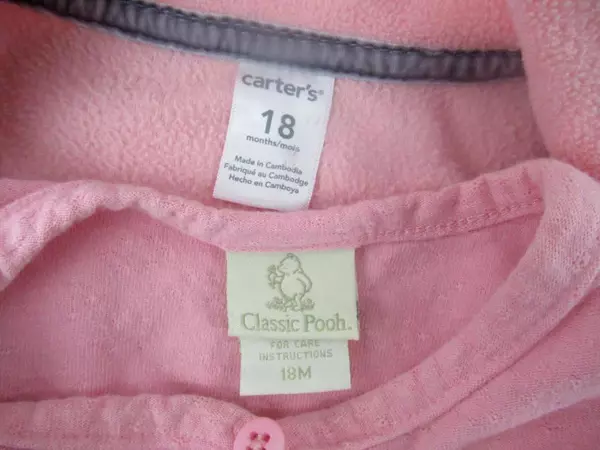 carter's®
18
months/mois
Made in Cambodia
Fabriqué au Cambodge
Hecho en Camboya
Classic Pooh.
FOR CARE
INSTRUCTIONS
18M